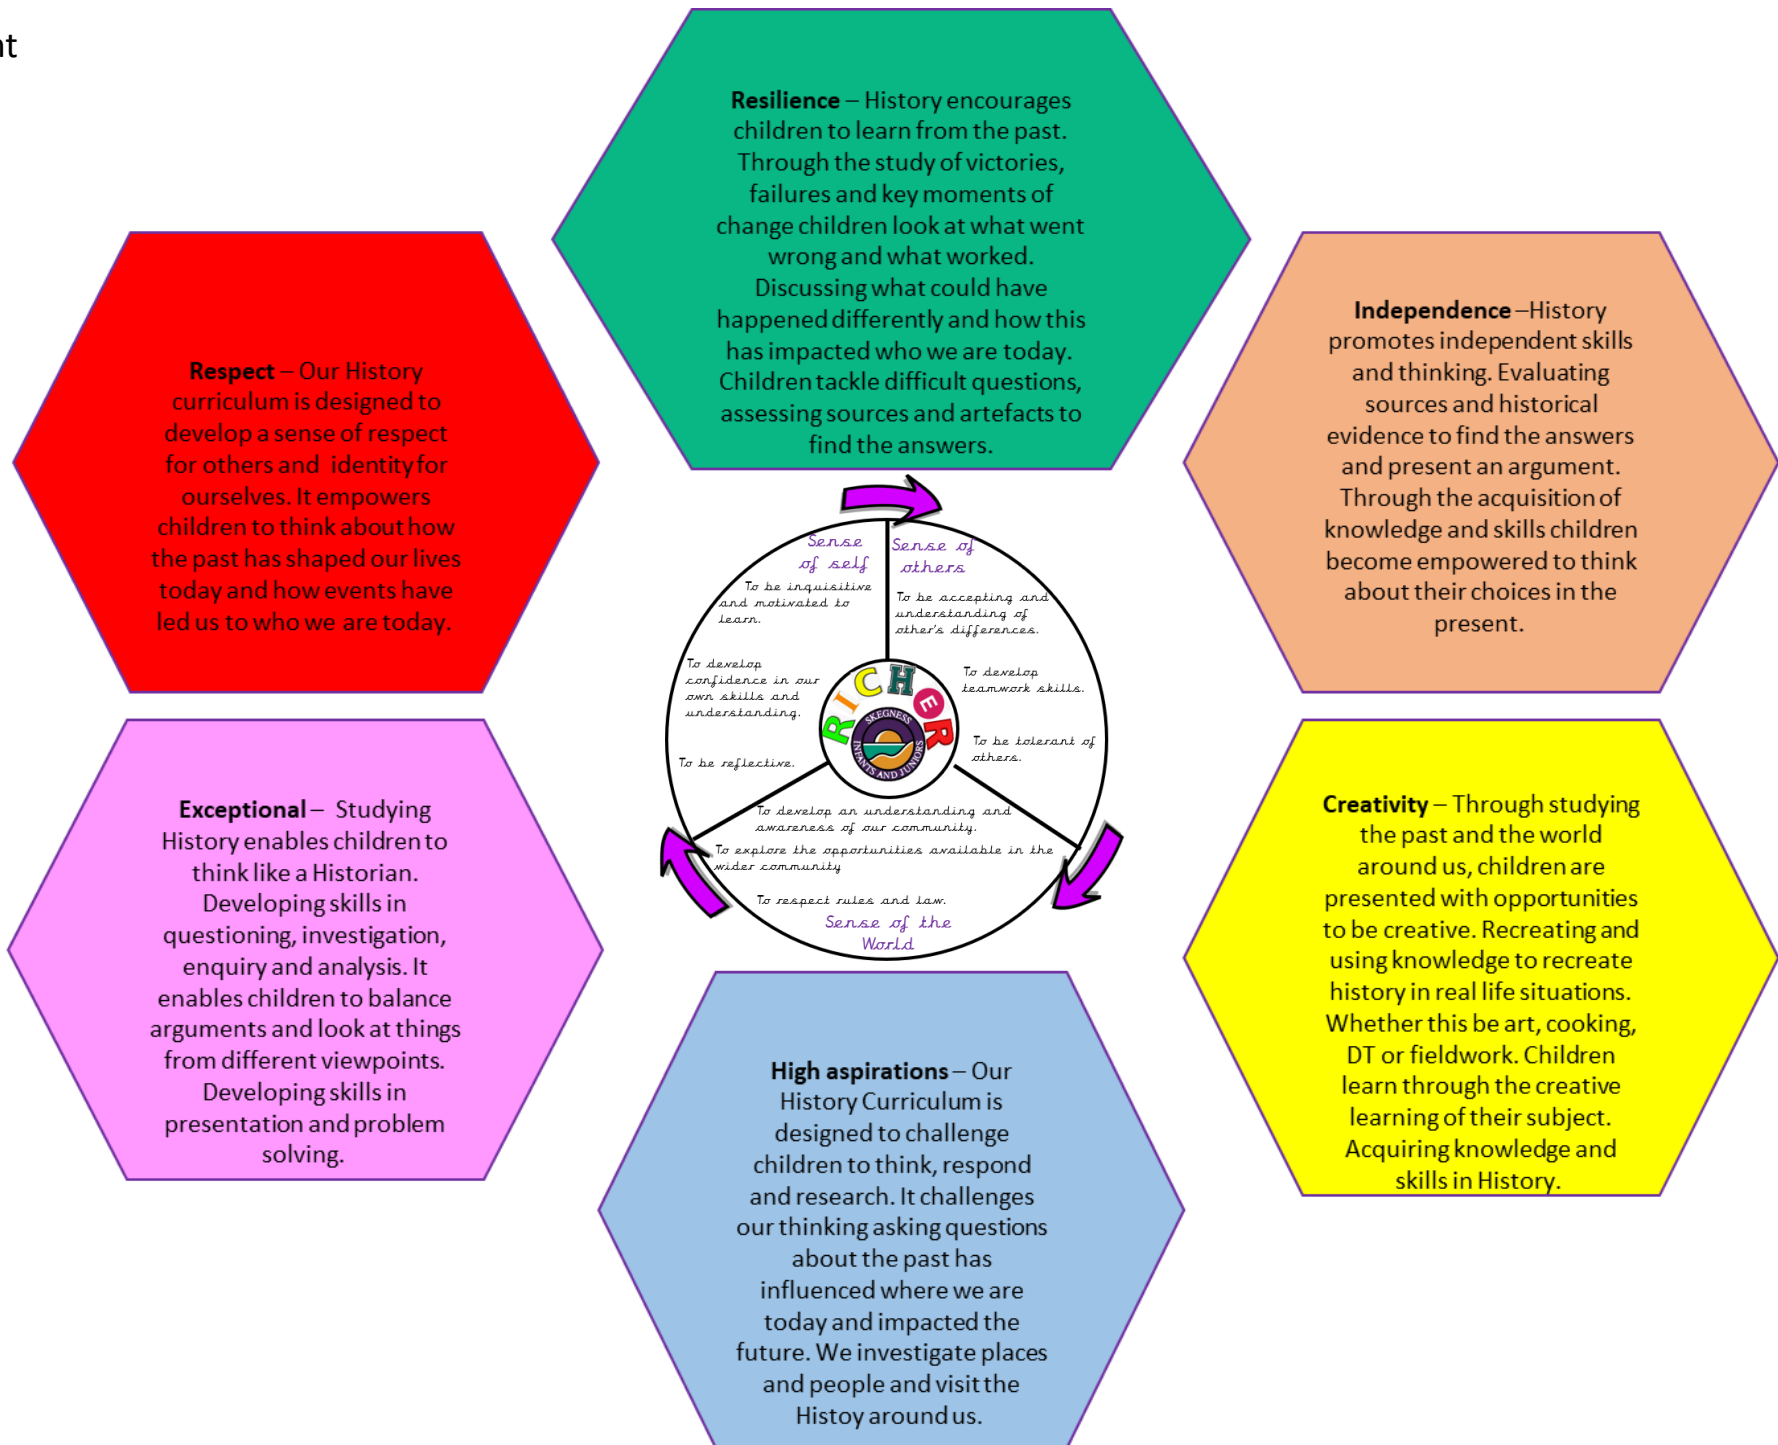 nt
Resilience – History encourages
children to learn from the past.
Through the study of victories,
failures and key moments of
change children look at what went
wrong and what worked.
Discussing what could have
happened differently and how this
has impacted who we are today.
Children tackle difficult questions,
assessing sources and artefacts to
find the answers.
Independence –History
promotes independent skills
and thinking. Evaluating
sources and historical
evidence to find the answers
and present an argument.
Through the acquisition of
knowledge and skills children
become empowered to think
about their choices in the
present.
Creativity – Through studying
the past and the world
around us, children are
presented with opportunities
to be creative. Recreating and
using knowledge to recreate
history in real life situations.
Whether this be art, cooking,
DT or fieldwork. Children
learn through the creative
learning of their subject.
Acquiring knowledge and
skills in History.
High aspirations – Our
History Curriculum is
designed to challenge
children to think, respond
and research. It challenges
our thinking asking questions
about the past has
influenced where we are
today and impacted the
future. We investigate places
and people and visit the
Histoy around us.
Exceptional – Studying
History enables children to
think like a Historian.
Developing skills in
questioning, investigation,
enquiry and analysis. It
enables children to balance
arguments and look at things
from different viewpoints.
Developing skills in
presentation and problem
solving.
Respect – Our History
curriculum is designed to
develop a sense of respect
for others and identity for
ourselves. It empowers
children to think about how
the past has shaped our lives
today and how events have
led us to who we are today.
Sense
of self
To be inquisitive
and motivated to
learn.
To develop
confidence in our
own skills and
understanding.
To be reflective.
Sense of
others
To be accepting and
understanding of
other's differences.
To develop
teamwork skills.
To be tolerant of
others.
To develop an understanding and
awareness of our community.
To explore the opportunities available in the
wider community
To respect rules and law.
Sense of the
World
RICHER
SKEGNESS
INFANTS AND JUNIORS